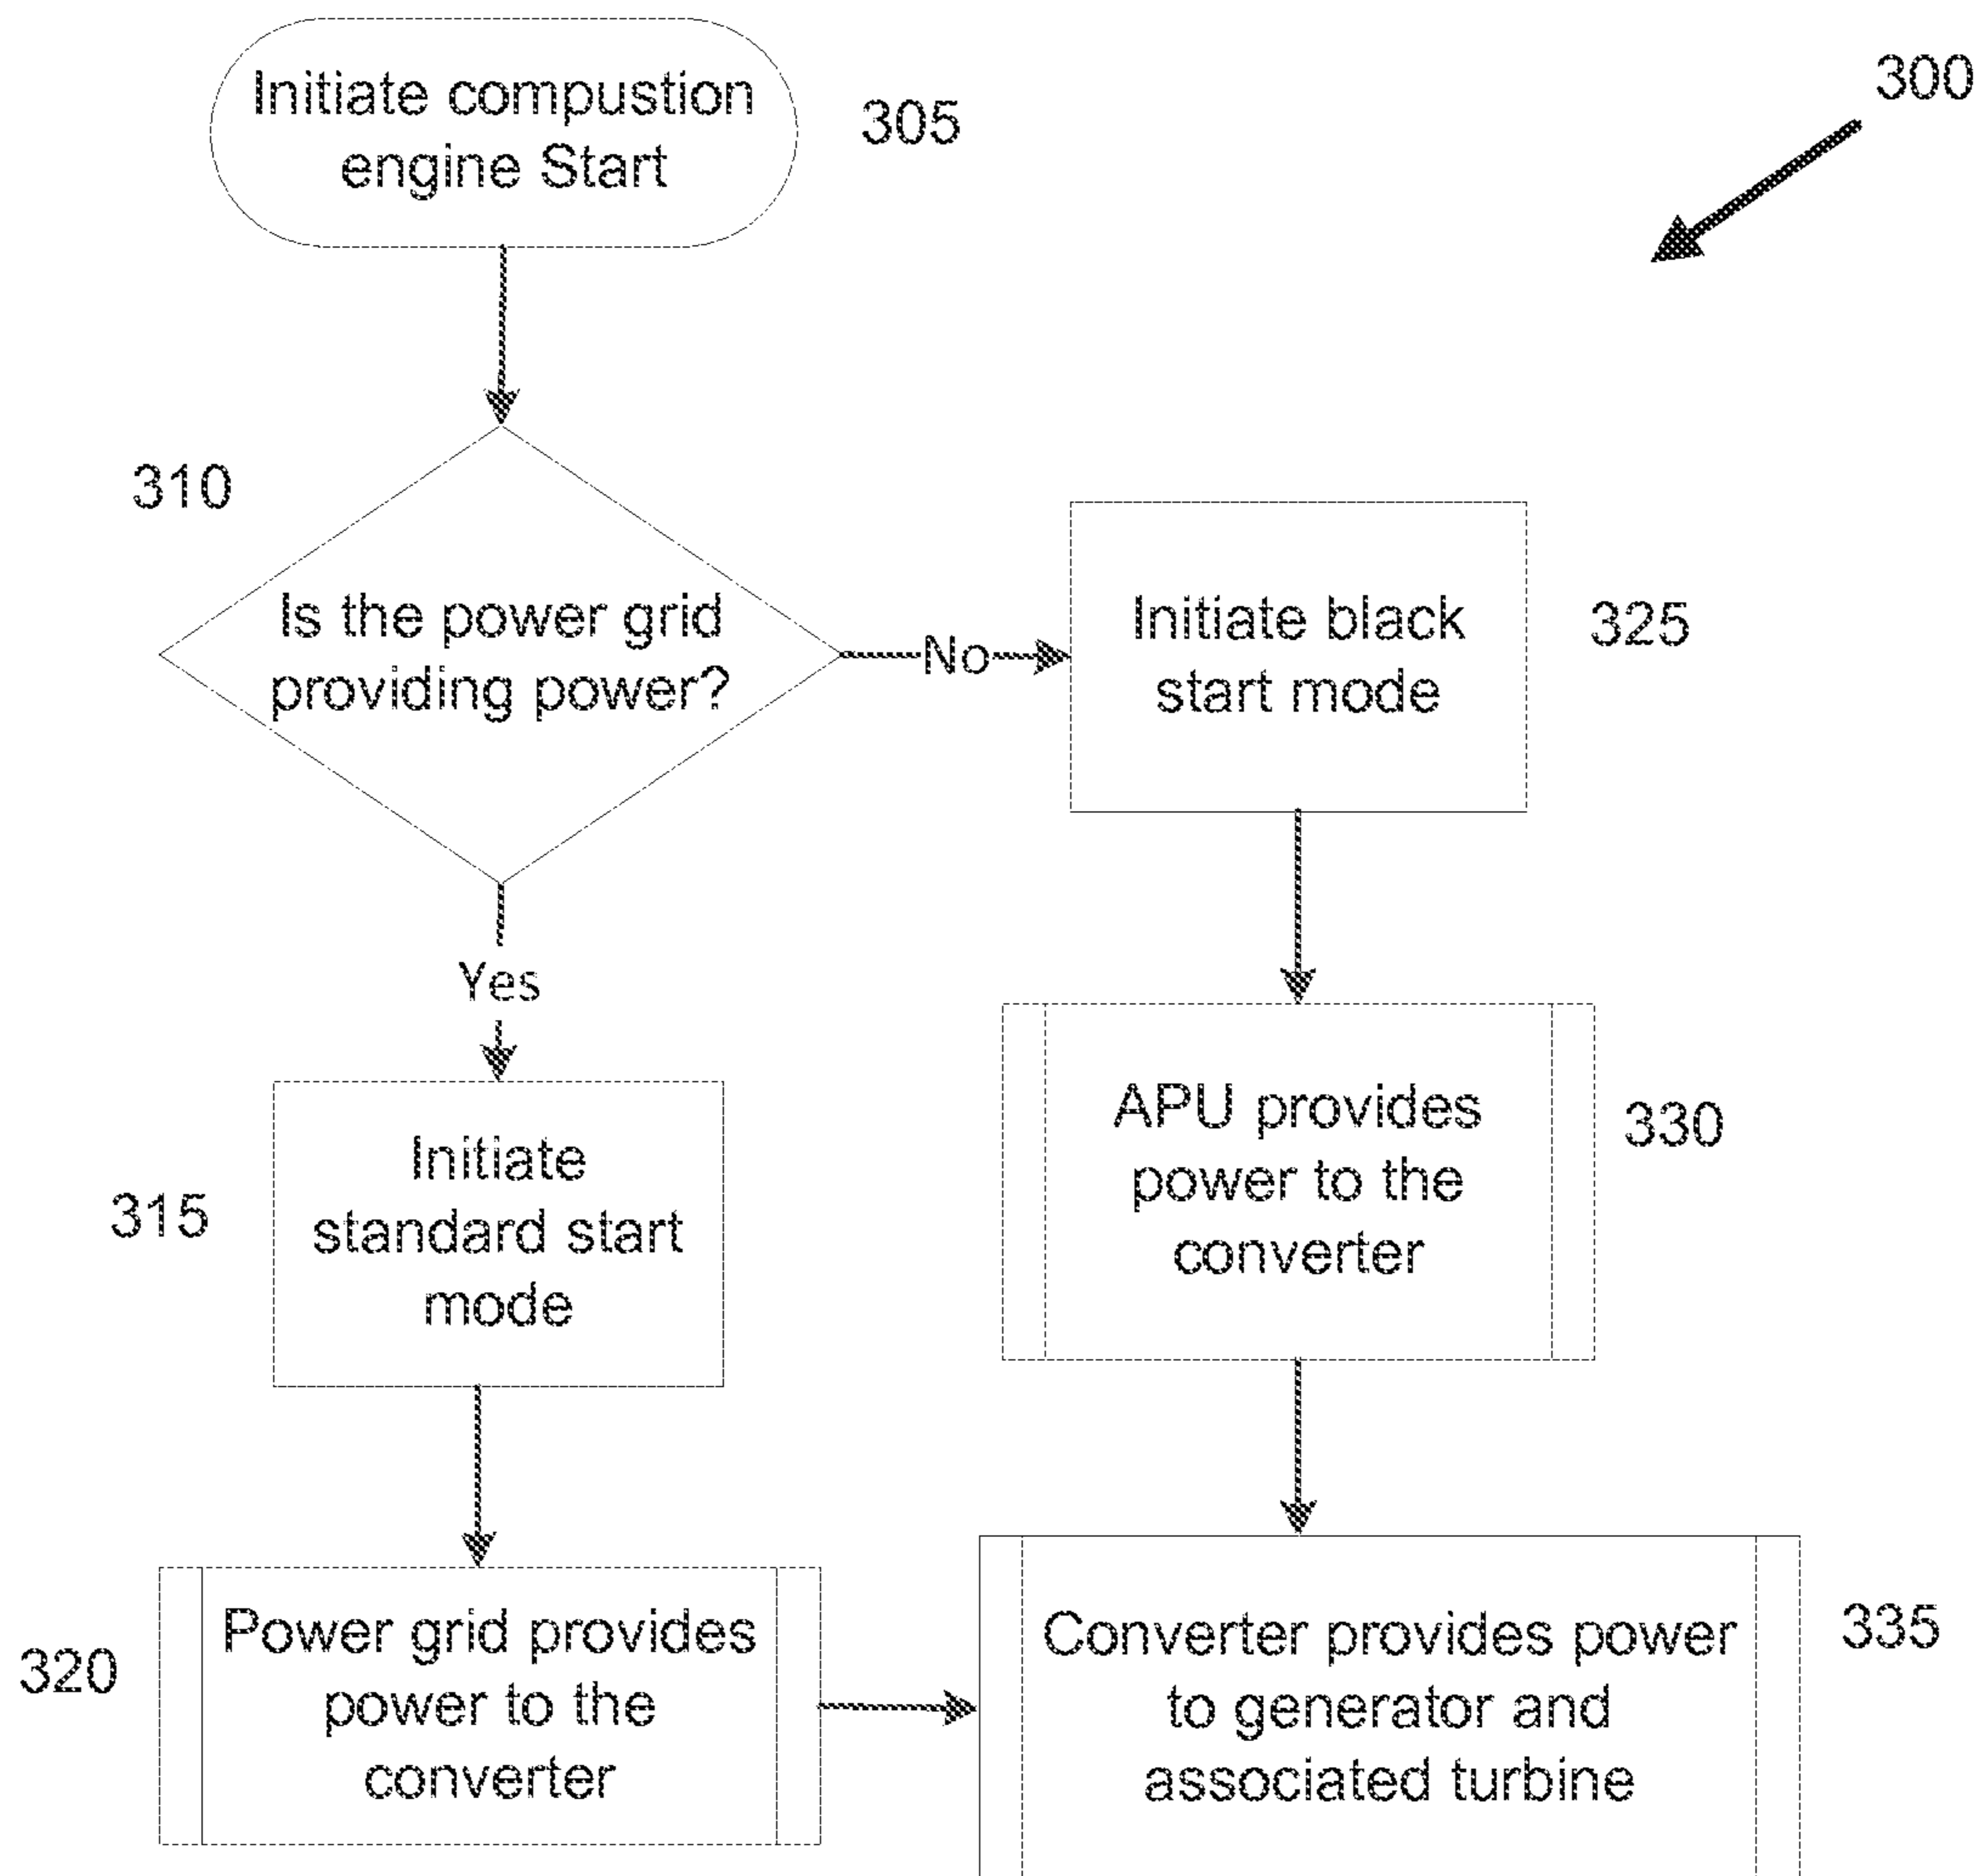 300
Initiate compustion
engine Start
305
310
Is the power grid
providing power?
No
Initiate black
start mode
325
Yes
Initiate
standard start
mode
315
APU provides
power to the
converter
330
320
Power grid provides
power to the
converter
Converter provides power
to generator and
associated turbine
335